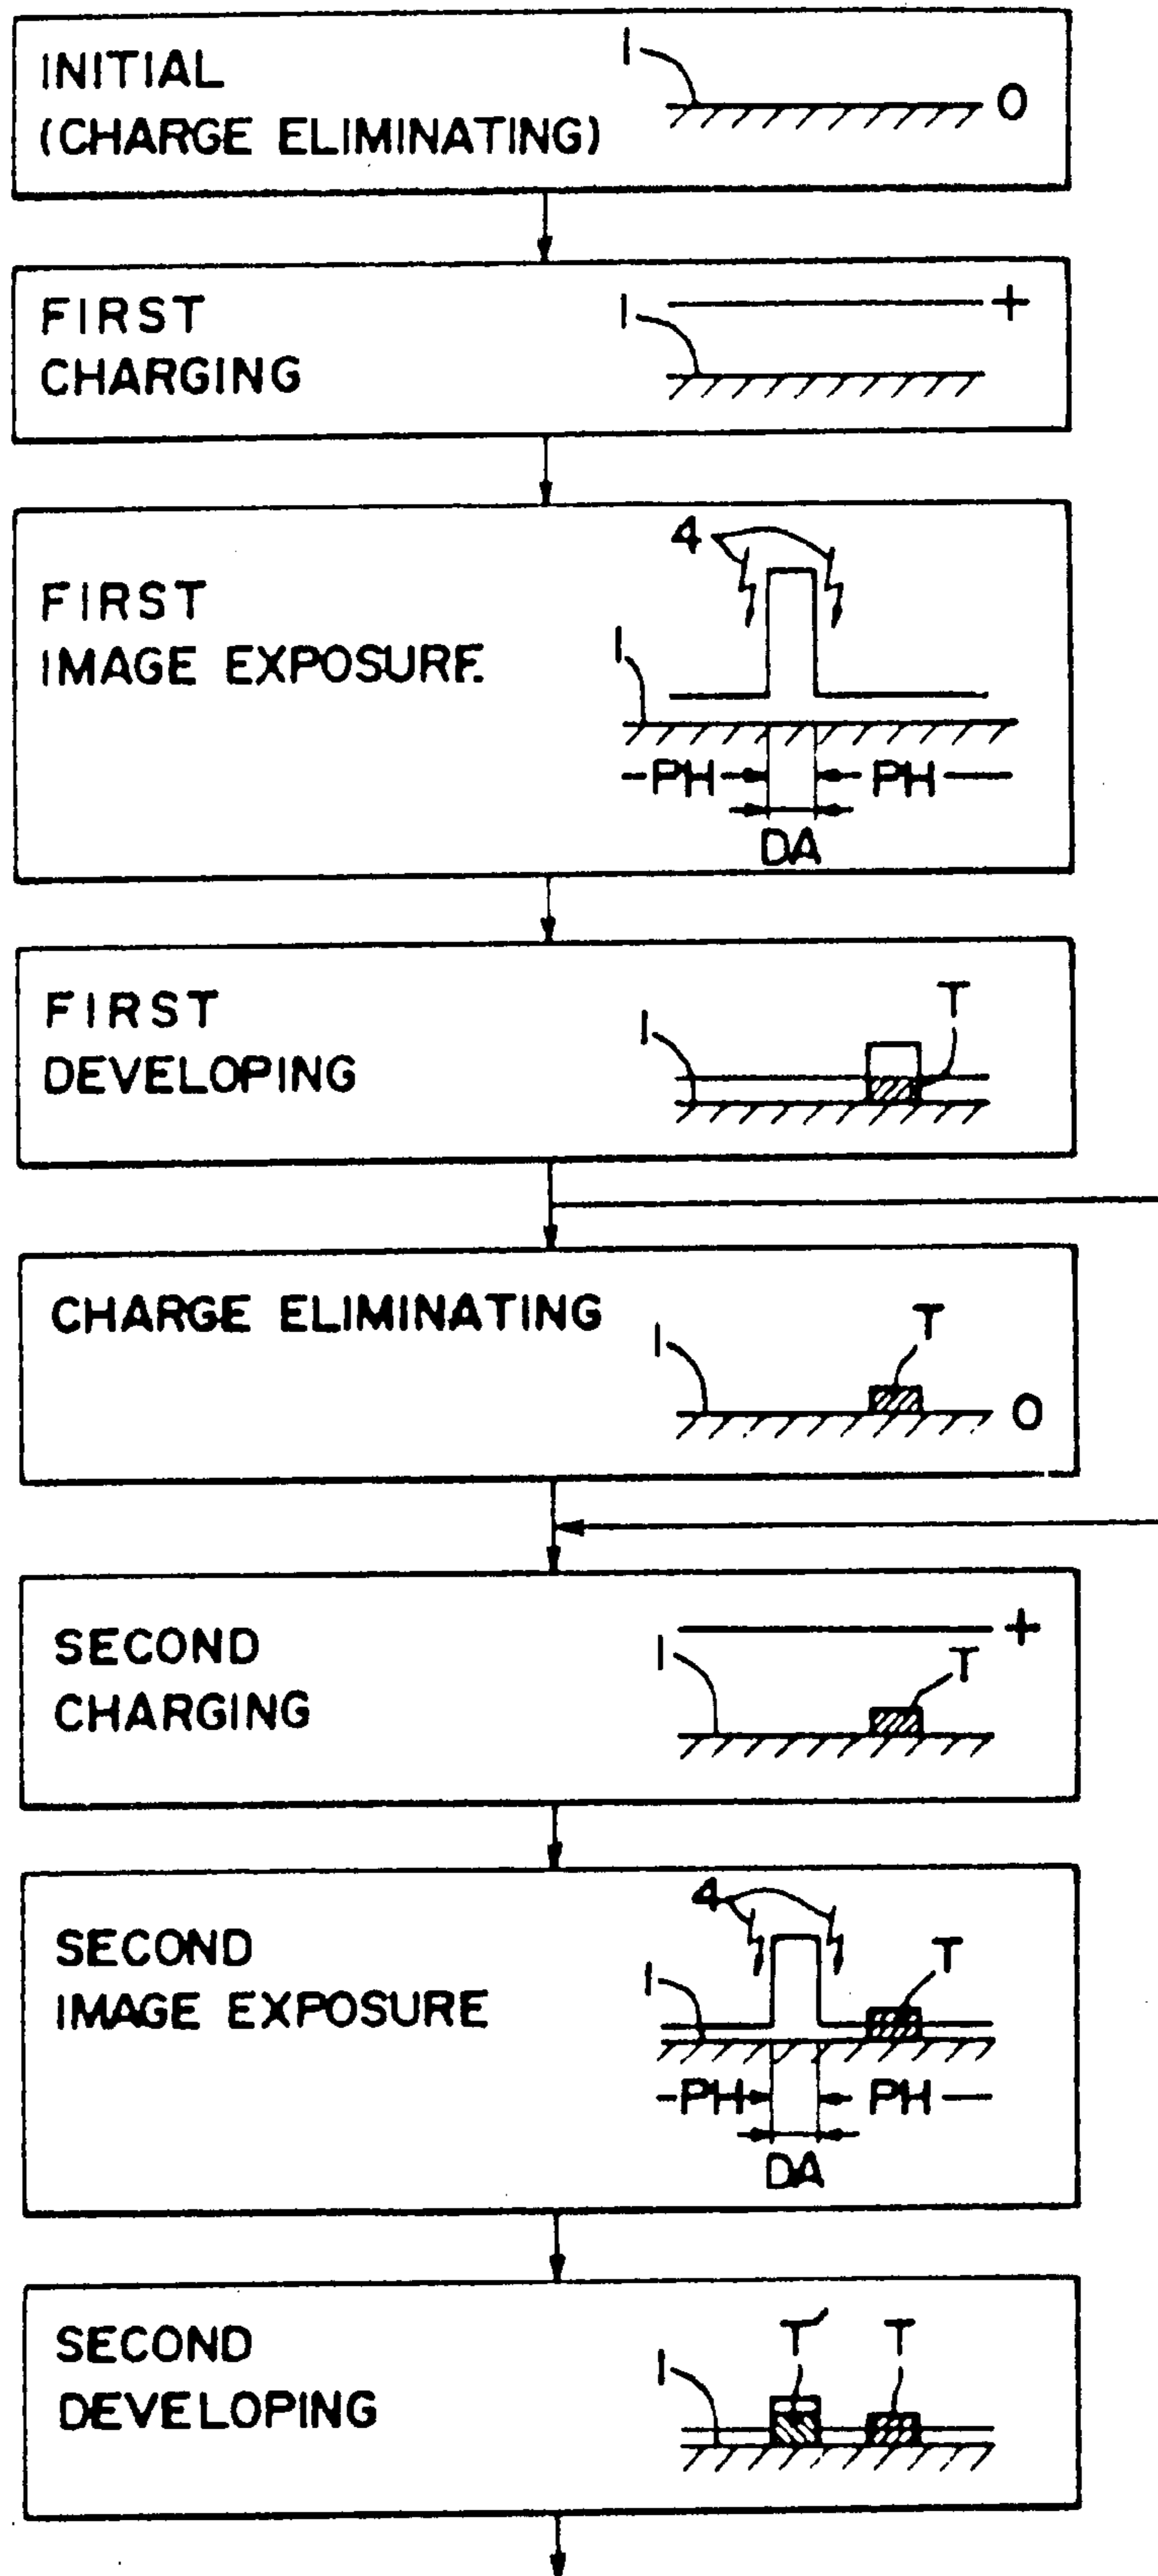 INITIAL
(CHARGE ELIMINATING)
1
0
FIRST
CHARGING
1
+
FIRST
IMAGE EXPOSURE
4
1
PH
PH
DA
FIRST
DEVELOPING
1
T
CHARGE ELIMINATING
1
T
0
SECOND
CHARGING
1
+
T
SECOND
IMAGE EXPOSURE
4
1
T
PH
PH
DA
SECOND
DEVELOPING
1
T'
T